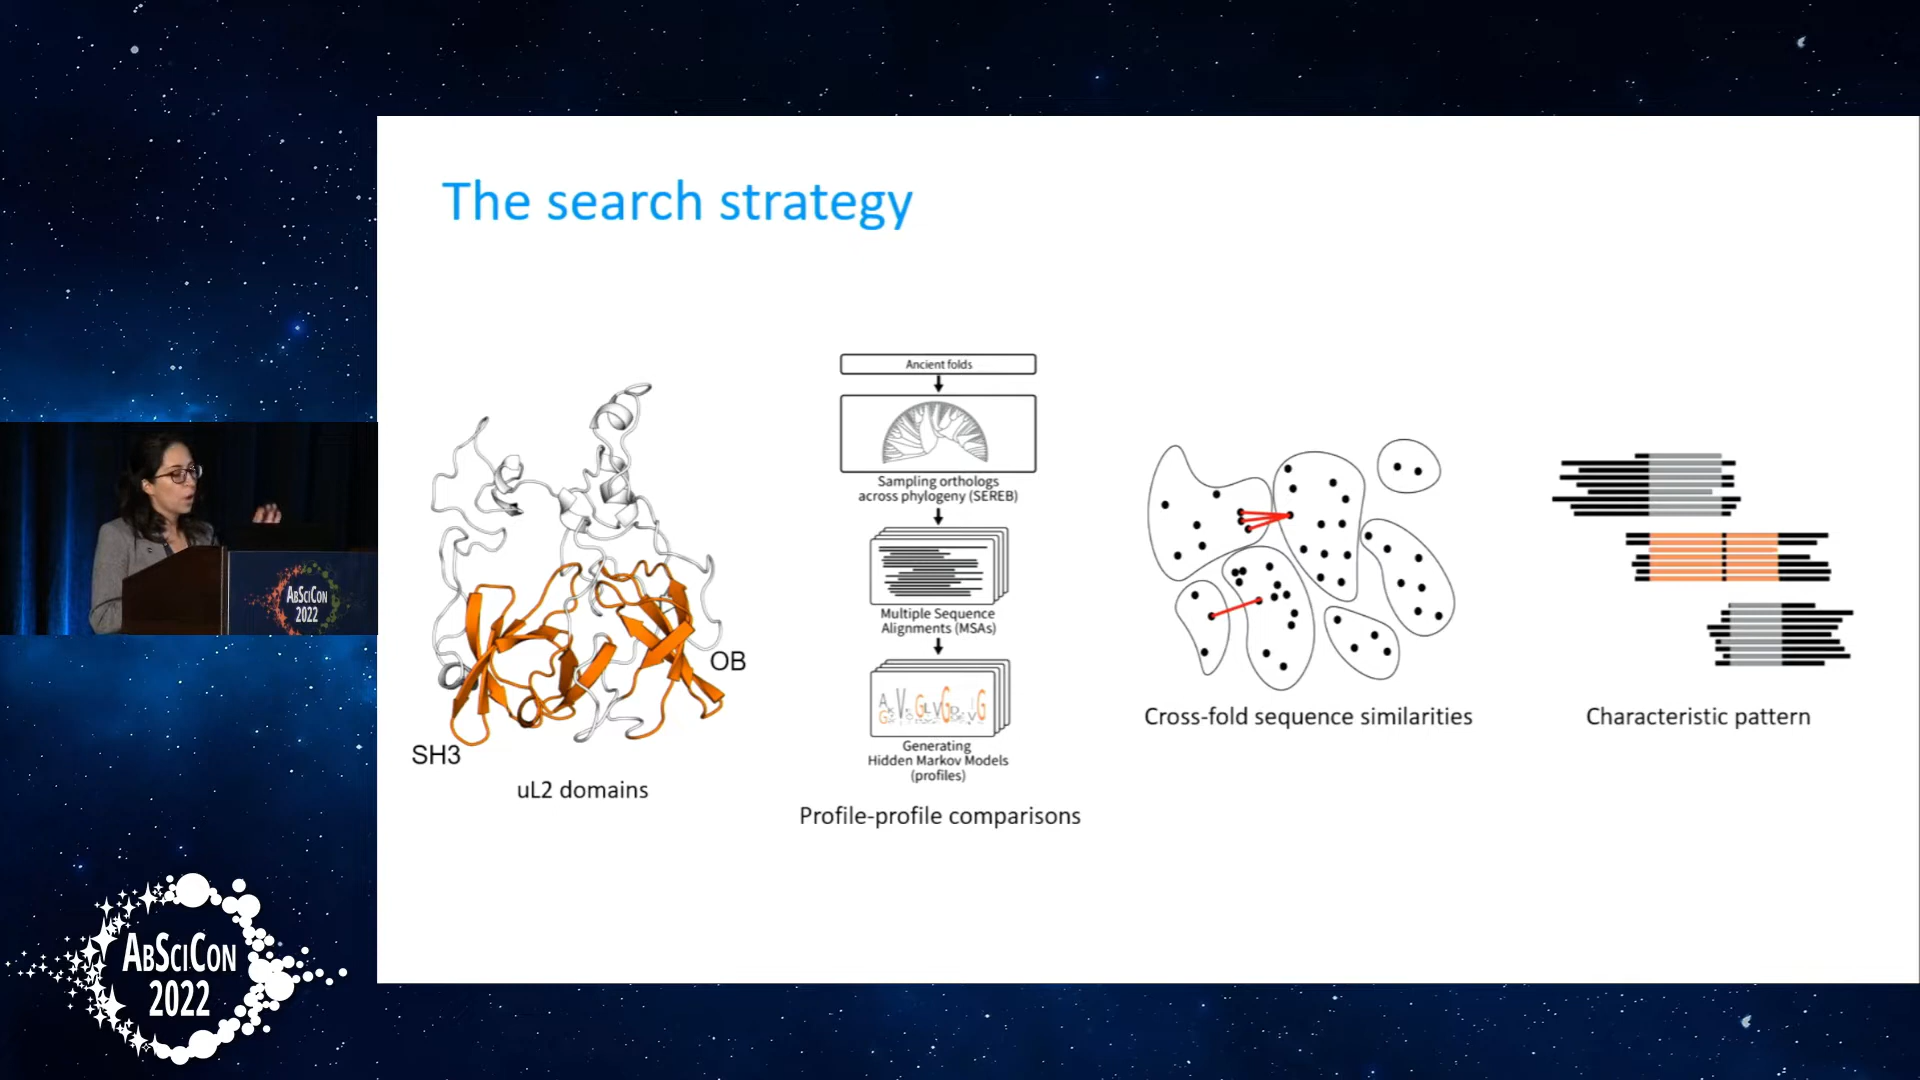 The search strategy
Ancient folds
Sampling orthologs
across phylogeny (SEREB)
Multiple Sequence
Alignments (MSAs)
Generating
Hidden Markov Models
(profiles)
Profile-profile comparisons
OB
SH3
uL2 domains
Cross-fold sequence similarities
Characteristic pattern
ABSCICON
2022
ABSCICON
2022